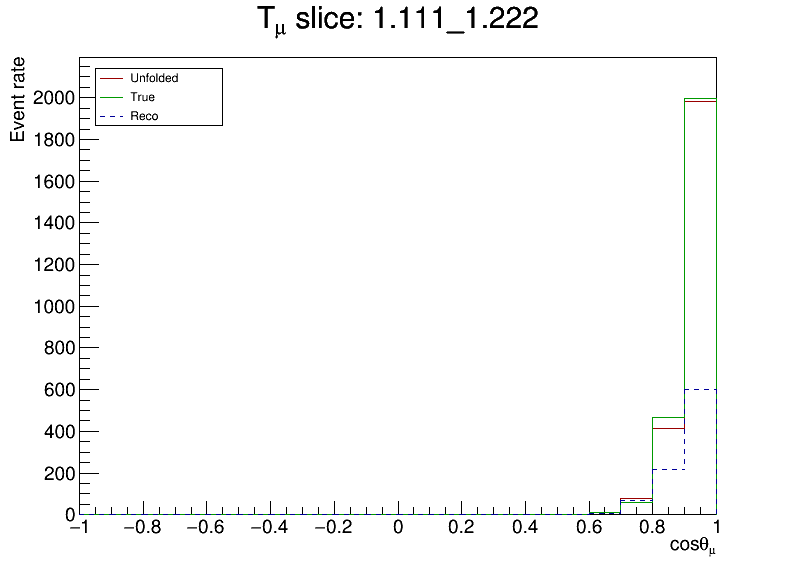 Tμ slice: 1.111_1.222
Event rate
Unfolded
True
Reco
2000
1800
1600
1400
1200
1000
800
600
400
200
0
−1 −0.8 −0.6 −0.4 −0.2 0 0.2 0.4 0.6 0.8 1
cosθμ